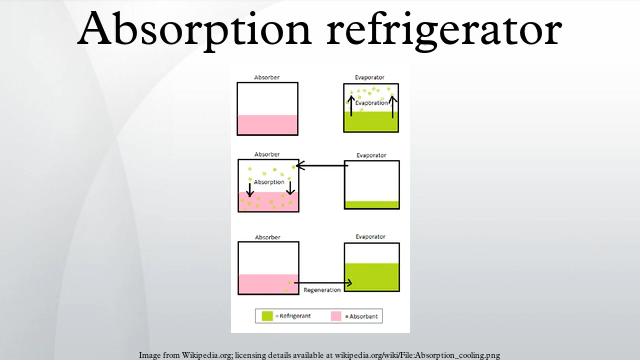 Absorption refrigerator
Absorber
Evaporator
Evaporation
Absorber
Evaporator
Absorption
Absorber
Evaporator
Regeneration
= Refrigerant
= Absorbant
Image from Wikipedia.org; licensing details available at wikipedia.org/wiki/File:Absorption_cooling.png